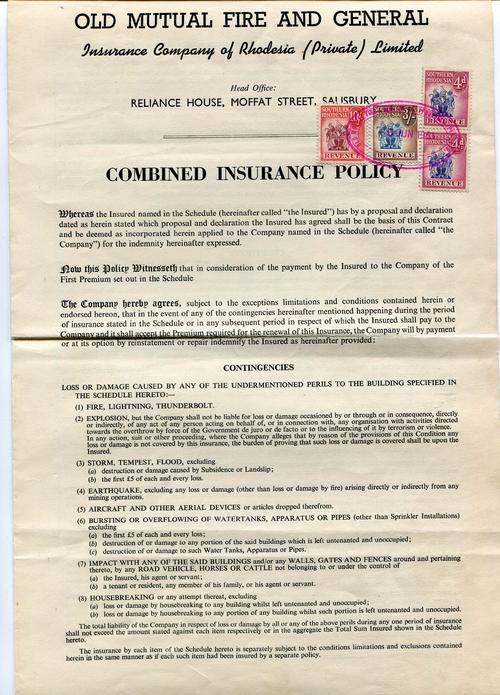 OLD MUTUAL FIRE AND GENERAL
Insurance Company of Rhodesia (Private) Limited
Head Office:
RELIANCE HOUSE, MOFFAT STREET, SALISBURY
SOUTHERN RHODESIA 4d
REVENUE
SOUTHERN RHODESIA 10/-
REVENUE
3/-
REVENUE
JUN
SOUTHERN RHODESIA 4d
REVENUE
COMBINED INSURANCE POLICY
Whereas the Insured named in the Schedule (hereinafter called "the Insured") has by a proposal and declaration
dated as herein stated which proposal and declaration the Insured has agreed shall be the basis of this Contract
and be deemed as incorporated herein applied to the Company named in the Schedule (hereinafter called "the
Company") for the indemnity hereinafter expressed.
Now this Policy Witnesseth that in consideration of the payment by the Insured to the Company of the
First Premium set out in the Schedule
The Company hereby agrees, subject to the exceptions limitations and conditions contained herein or
endorsed hereon, that in the event of any of the contingencies hereinafter mentioned happening during the period
of insurance stated in the Schedule or in any subsequent period in respect of which the Insured shall pay to the
Company and it shall accept the Premium required for the renewal of this Insurance, the Company will by payment
or at its option by reinstatement or repair indemnify the Insured as hereinafter provided:
CONTINGENCIES
LOSS OR DAMAGE CAUSED BY ANY OF THE UNDERMENTIONED PERILS TO THE BUILDING SPECIFIED IN
THE SCHEDULE HERETO:—
(1) FIRE, LIGHTNING, THUNDERBOLT.
(2) EXPLOSION, but the Company shall not be liable for loss or damage occasioned by or through or in consequence, directly
or indirectly, of any act of any person acting on behalf of, or in connection with, any organisation with activities directed
towards the overthrow by force of the Government de juro or de facto or to the influencing of it by terrorism or violence.
In any action, suit or other proceeding, where the Company alleges that by reason of the provisions of this Condition any
loss or damage is not covered by this insurance, the burden of proving that such loss or damage is covered shall be upon the
Insured.
(3) STORM, TEMPEST, FLOOD, excluding
(a) destruction or damage caused by Subsidence or Landslip;
(b) the first £5 of each and every loss.
(4) EARTHQUAKE, excluding any loss or damage (other than loss or damage by fire) arising directly or indirectly from any
mining operations.
(5) AIRCRAFT AND OTHER AERIAL DEVICES or articles dropped therefrom.
(6) BURSTING OR OVERFLOWING OF WATERTANKS, APPARATUS OR PIPES (other than Sprinkler Installations)
excluding
(a) the first £5 of each and every loss;
(b) destruction of or damage to any portion of the said buildings which is left untenanted and unoccupied;
(c) destruction of or damage to such Water Tanks, Apparatus or Pipes.
(7) IMPACT WITH ANY OF THE SAID BUILDINGS and/or any WALLS, GATES AND FENCES around and pertaining
thereto, by any ROAD VEHICLE, HORSES OR CATTLE not belonging to or under the control of
(a) the Insured, his agent or servant;
(b) a tenant or resident, any member of his family, or his agent or servant.
(8) HOUSEBREAKING or any attempt thereat, excluding
(a) loss or damage by housebreaking to any building whilst left untenanted and unoccupied;
(b) loss or damage by housebreaking to any portion of any building whilst such portion is left untenanted and unoccupied.
The total liability of the Company in respect of loss or damage by all or any of the above perils during any one period of insurance
shall not exceed the amount stated against each item respectively or in the aggregate the Total Sum Insured shown in the Schedule
hereto.
The insurance by each item of the Schedule hereto is separately subject to the conditions limitations and exclusions contained
herein in the same manner as if each such item had been insured by a separate policy.